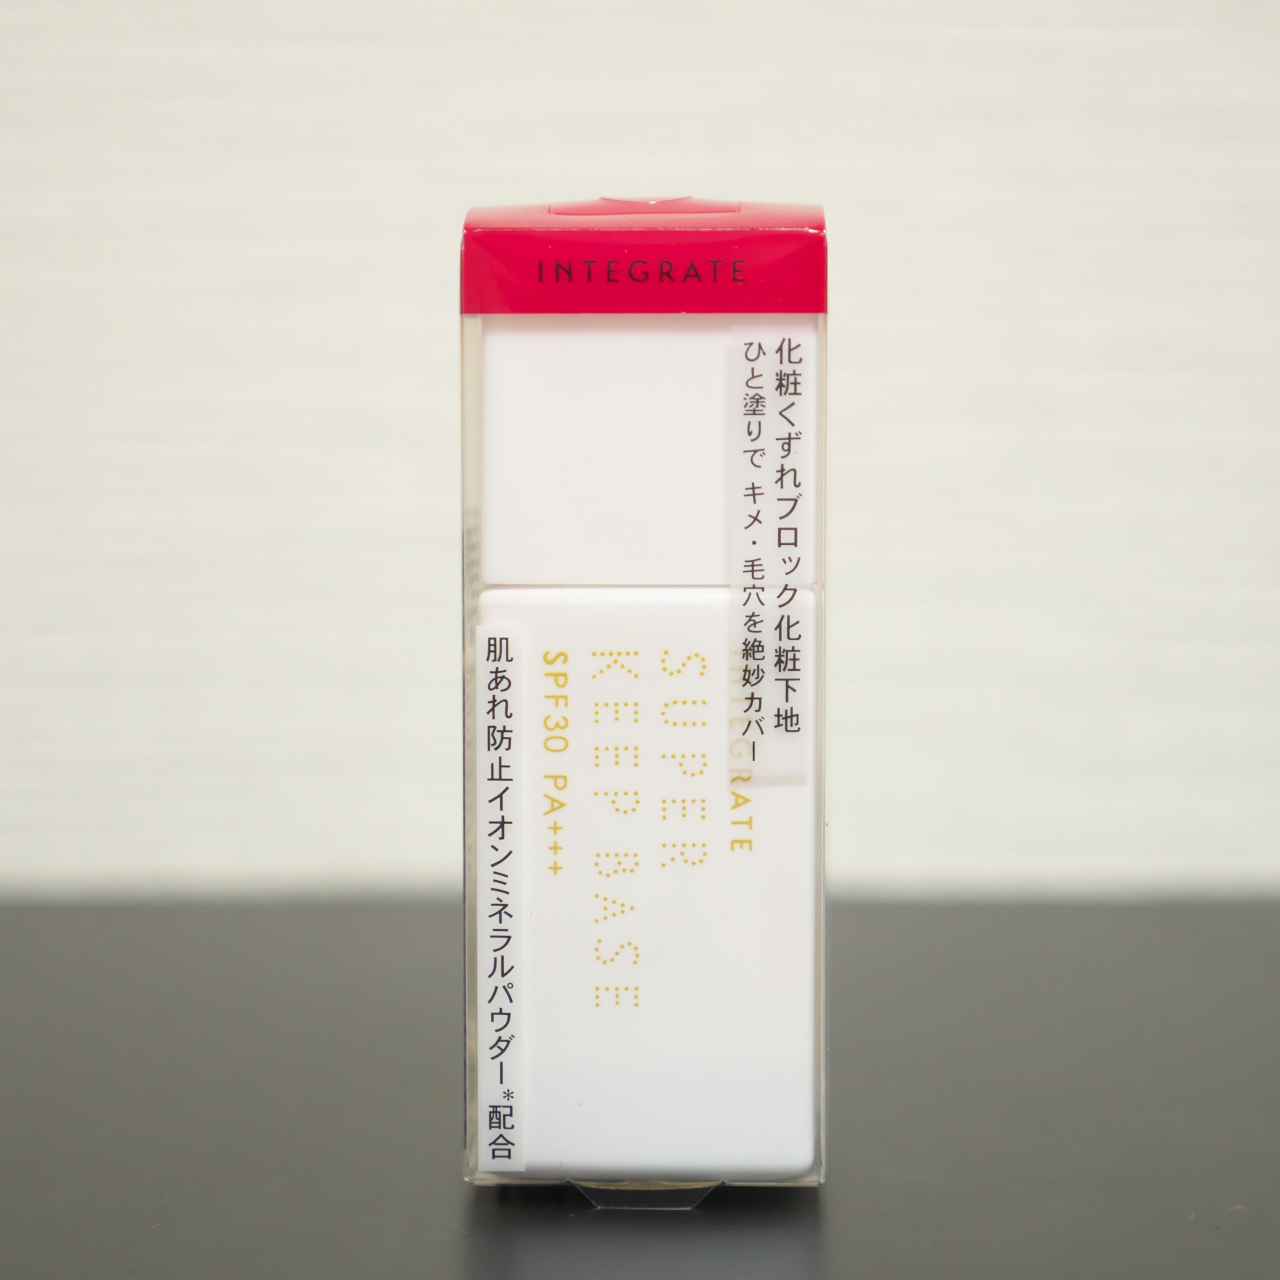 INTEGRATE
化粧くずれブロック化粧下地
ひと塗りで キメ・毛穴を絶妙カバー
INTEGRATE
SUPER
KEEP BASE
SPF30 PA+++
肌あれ防止イオンミネラルパウダー*配合